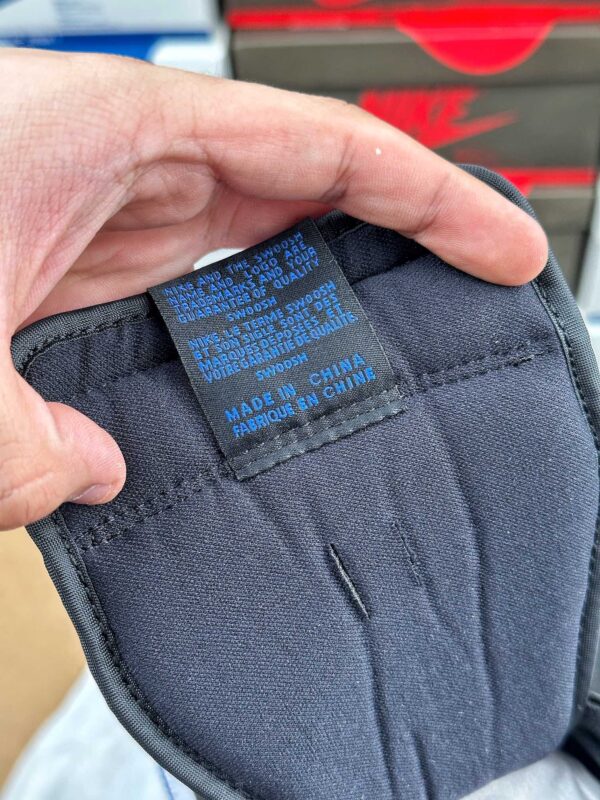 NIKE
NIKE AND THE SWOOSH
NAME AND LOGO ARE
TRADEMARKS AND YOUR
GUARANTEE OF QUALITY
SWOOSH
NIKE, LE TERME SWOOSH
ET SON SIGLE SONT DES
MARQUES DEPOSEES ET
VOTRE GARANTIE DE QUALITE
SWOOSH
MADE IN CHINA
FABRIQUE EN CHINE